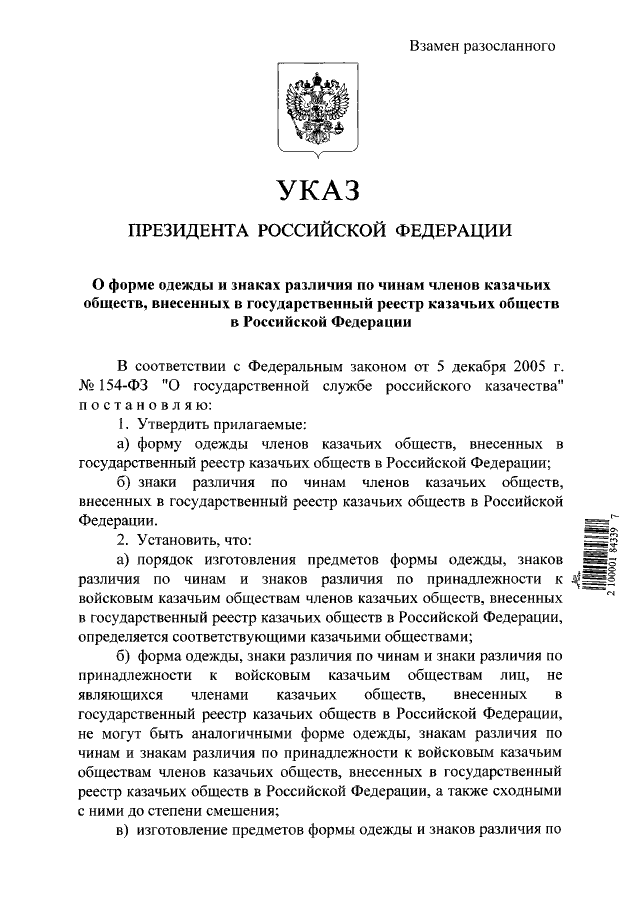 Взамен разосланного
УКАЗ
ПРЕЗИДЕНТА РОССИЙСКОЙ ФЕДЕРАЦИИ
О форме одежды и знаках различия по чинам членов казачьих
обществ, внесенных в государственный реестр казачьих обществ
в Российской Федерации
В соответствии с Федеральным законом от 5 декабря 2005 г.
№ 154-ФЗ "О государственной службе российского казачества"
п о с т а н о в л я ю:
1. Утвердить прилагаемые:
а) форму одежды членов казачьих обществ, внесенных в
государственный реестр казачьих обществ в Российской Федерации;
б) знаки различия по чинам членов казачьих обществ,
внесенных в государственный реестр казачьих обществ в Российской
Федерации.
2. Установить, что:
а) порядок изготовления предметов формы одежды, знаков
различия по чинам и знаков различия по принадлежности к
войсковым казачьим обществам членов казачьих обществ, внесенных
в государственный реестр казачьих обществ в Российской Федерации,
определяется соответствующими казачьими обществами;
б) форма одежды, знаки различия по чинам и знаки различия по
принадлежности к войсковым казачьим обществам лиц, не
являющихся членами казачьих обществ, внесенных в
государственный реестр казачьих обществ в Российской Федерации,
не могут быть аналогичными форме одежды, знакам различия по
чинам и знакам различия по принадлежности к войсковым казачьим
обществам членов казачьих обществ, внесенных в государственный
реестр казачьих обществ в Российской Федерации, а также сходными
с ними до степени смешения;
в) изготовление предметов формы одежды и знаков различия по
2 100001 84339 7